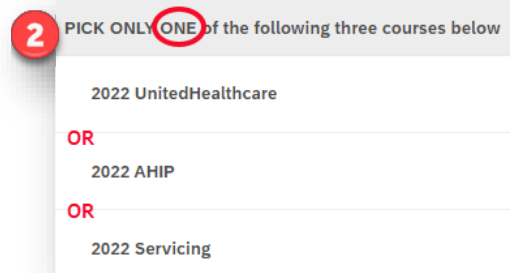 2
PICK ONLY ONE of the following three courses below
2022 UnitedHealthcare
OR
2022 AHIP
OR
2022 Servicing